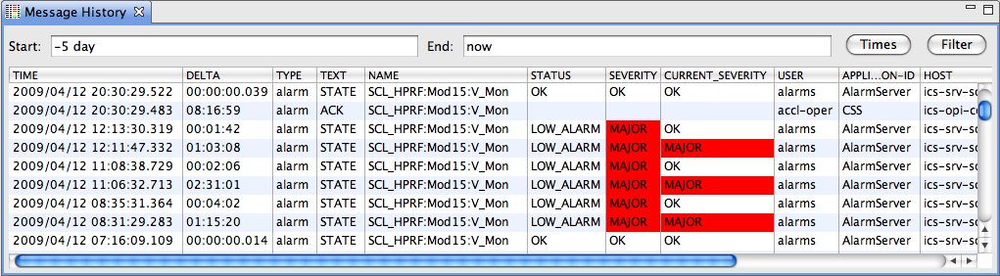 Message History
Start: -5 day End: now Times Filter
TIME DELTA TYPE TEXT NAME STATUS SEVERITY CURRENT_SEVERITY USER APPLI...ON-ID HOST
2009/04/12 20:30:29.522 00:00:00.039 alarm STATE SCL_HPRF:Mod15:V_Mon OK OK OK alarms AlarmServer ics-srv-so
2009/04/12 20:30:29.483 08:16:59 alarm ACK SCL_HPRF:Mod15:V_Mon accl-oper CSS ics-opi-co
2009/04/12 12:13:30.319 00:01:42 alarm STATE SCL_HPRF:Mod15:V_Mon LOW_ALARM MAJOR OK alarms AlarmServer ics-srv-so
2009/04/12 12:11:47.332 01:03:08 alarm STATE SCL_HPRF:Mod15:V_Mon LOW_ALARM MAJOR MAJOR alarms AlarmServer ics-srv-so
2009/04/12 11:08:38.729 00:02:06 alarm STATE SCL_HPRF:Mod15:V_Mon LOW_ALARM MAJOR OK alarms AlarmServer ics-srv-so
2009/04/12 11:06:32.713 02:31:01 alarm STATE SCL_HPRF:Mod15:V_Mon LOW_ALARM MAJOR MAJOR alarms AlarmServer ics-srv-so
2009/04/12 08:35:31.364 00:04:02 alarm STATE SCL_HPRF:Mod15:V_Mon LOW_ALARM MAJOR OK alarms AlarmServer ics-srv-so
2009/04/12 08:31:29.283 01:15:20 alarm STATE SCL_HPRF:Mod15:V_Mon LOW_ALARM MAJOR MAJOR alarms AlarmServer ics-srv-so
2009/04/12 07:16:09.109 00:00:00.014 alarm STATE SCL_HPRF:Mod15:V_Mon OK OK OK alarms AlarmServer ics-srv-so